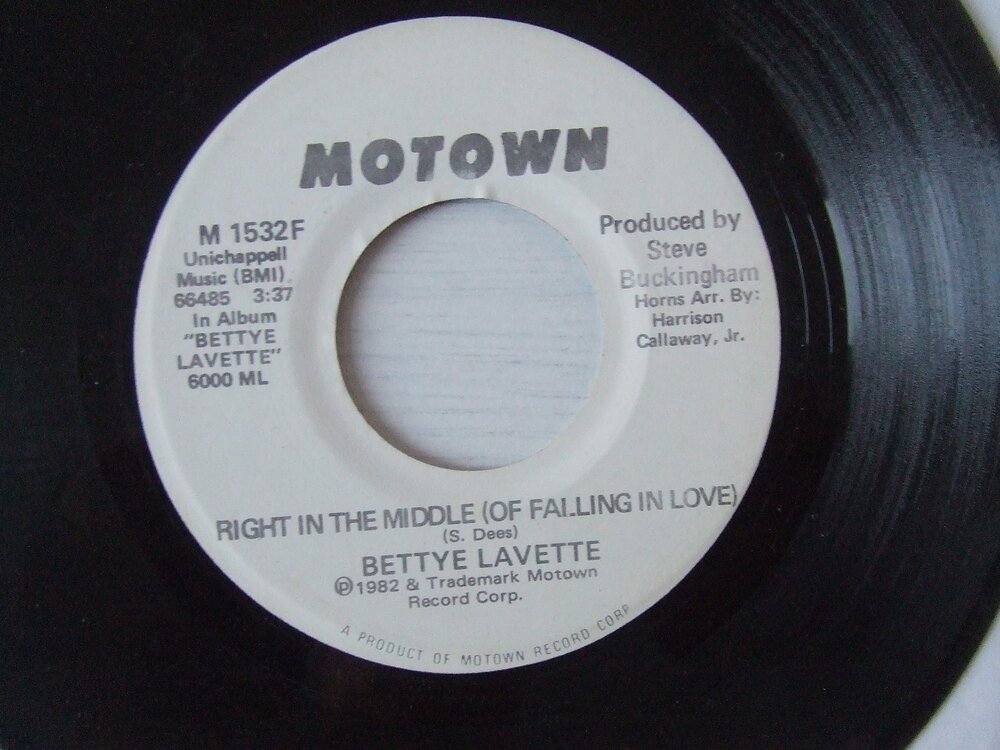 MOTOWN
M 1532F
Unichappell
Music (BMI)
66485 3:37
In Album
"BETTYE
LAVETTE"
6000 ML
Produced by
Steve
Buckingham
Horns Arr. By:
Harrison
Callaway, Jr.
RIGHT IN THE MIDDLE (OF FALLING IN LOVE)
(S. Dees)
BETTYE LAVETTE
℗1982 & Trademark Motown
Record Corp.
A PRODUCT OF MOTOWN RECORD CORP.